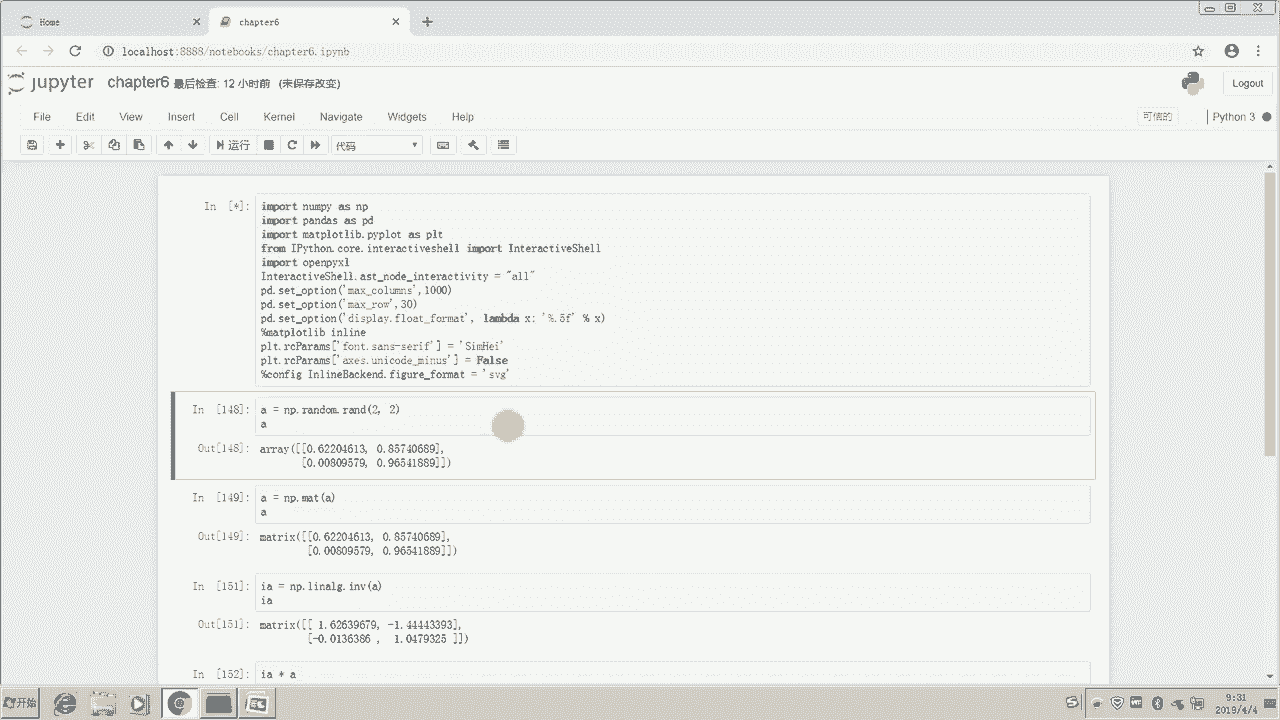 Home
chapter6
localhost:8888/notebooks/chapter6.ipynb
jupyter chapter6 最后检查: 12 小时前 (未保存改变)
Logout
File Edit View Insert Cell Kernel Navigate Widgets Help
可信的
Python 3
运行
代码
In [*]:
import numpy as np
import pandas as pd
import matplotlib.pyplot as plt
from IPython.core.interactiveshell import InteractiveShell
import openpyxl
InteractiveShell.ast_node_interactivity = "all"
pd.set_option('max_columns',1000)
pd.set_option('max_row',30)
pd.set_option('display.float_format', lambda x: '%.5f' % x)
%matplotlib inline
plt.rcParams['font.sans-serif'] = 'SimHei'
plt.rcParams['axes.unicode_minus'] = False
%config InlineBackend.figure_format = 'svg'
In [148]: a = np.random.rand(2, 2)
a
Out[148]: array([[0.62204613, 0.85740689],
[0.00809579, 0.96541889]])
In [149]: a = np.mat(a)
a
Out[149]: matrix([[0.62204613, 0.85740689],
[0.00809579, 0.96541889]])
In [151]: ia = np.linalg.inv(a)
ia
Out[151]: matrix([[ 1.62639679, -1.44443393],
[-0.0136386 , 1.0479325 ]])
In [152]: ia * a
开始
9:31
2019/4/4